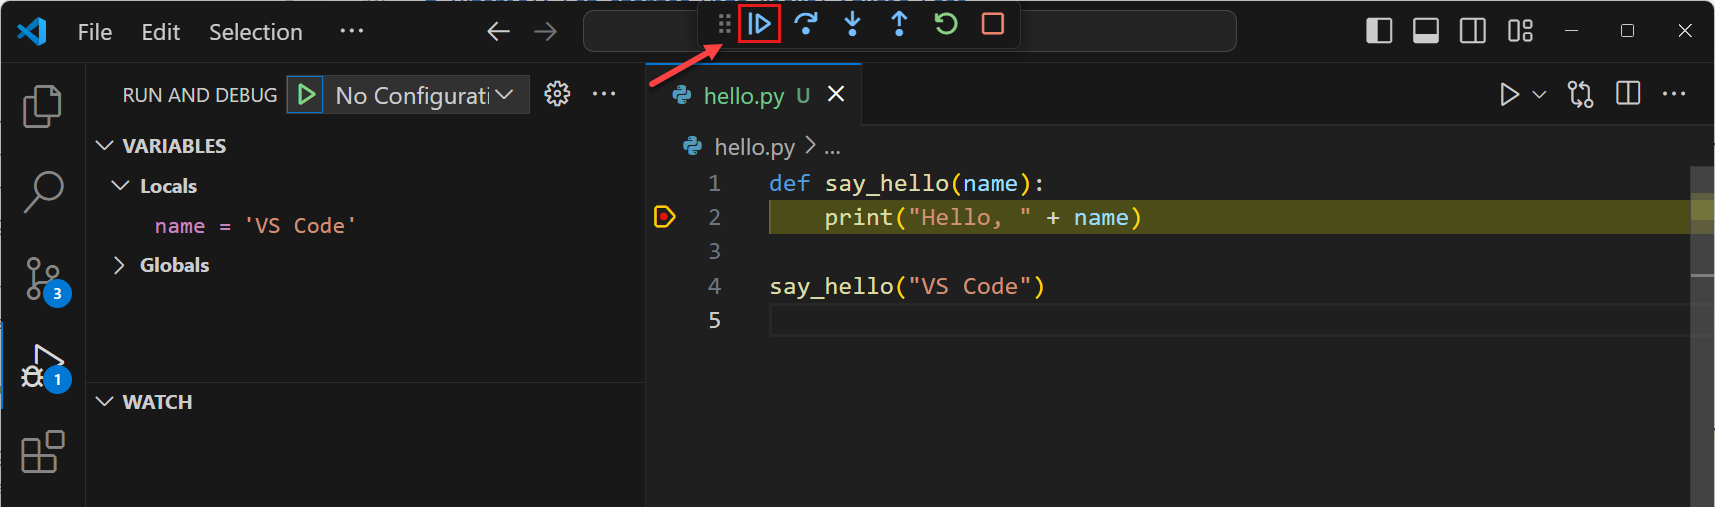 File Edit Selection ...
RUN AND DEBUG No Configurati ...
VARIABLES
Locals
name = 'VS Code'
Globals
3
1
WATCH
hello.py U
...
hello.py > ...
1 def say_hello(name):
2 print("Hello, " + name)
3
4 say_hello("VS Code")
5